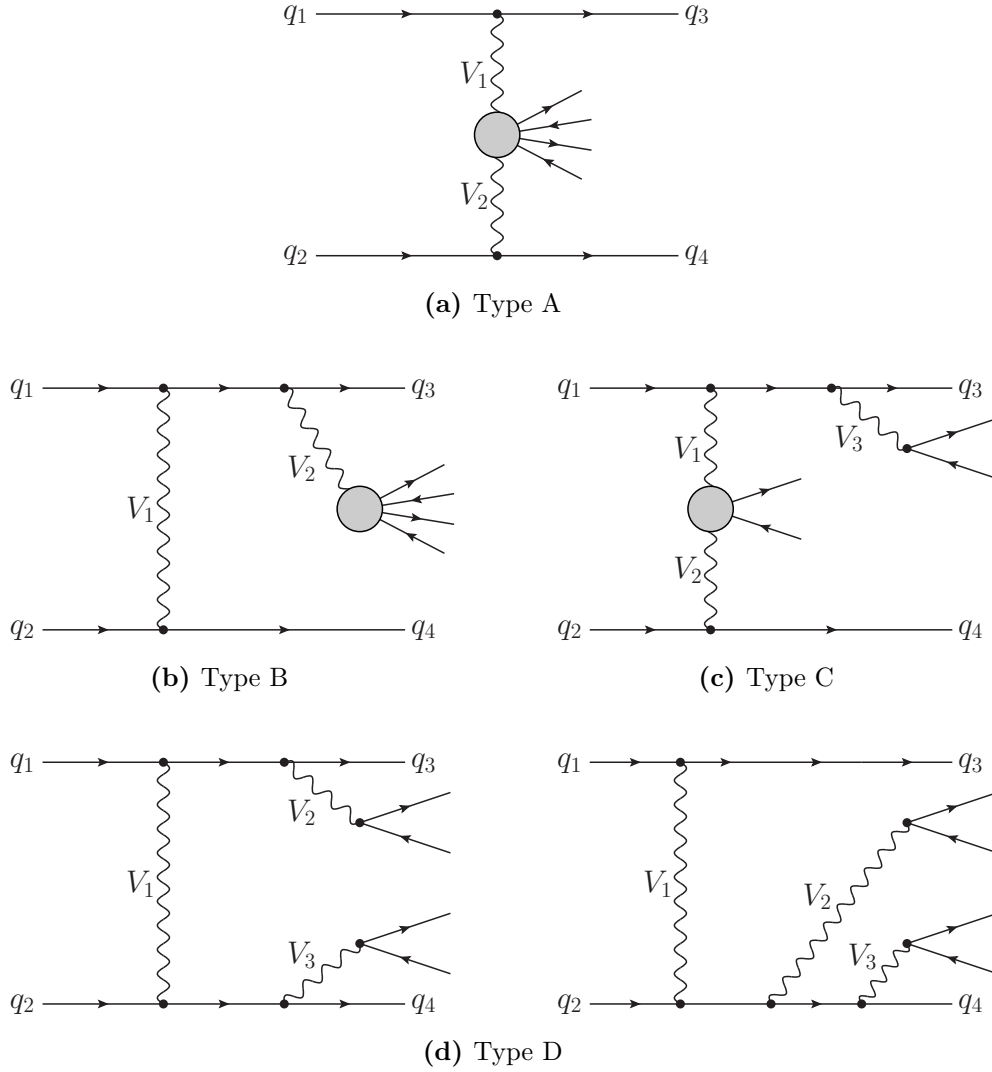 q₁ q₃
V₁
V₂
q₂ q₄
(a) Type A
q₁ q₃ q₁ q₃
V₂ V₁ V₃
V₁
V₂
q₂ q₄ q₂ q₄
(b) Type B (c) Type C
q₁ q₃ q₁ q₃
V₂
V₁ V₁ V₂
V₃ V₃
q₂ q₄ q₂ q₄
(d) Type D